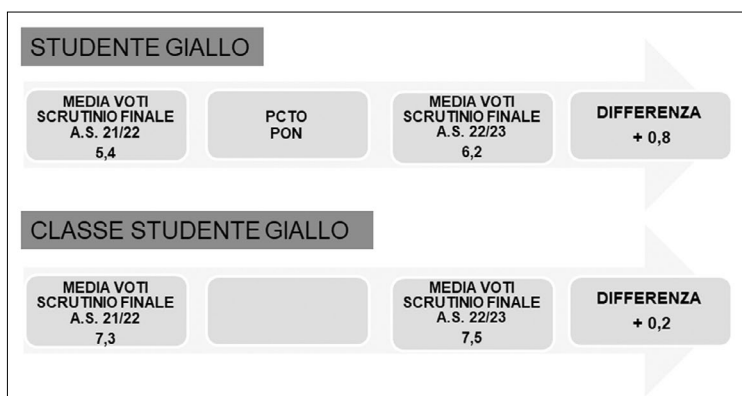 STUDENTE GIALLO
MEDIA VOTI
SCRUTINIO FINALE
A.S. 21/22
5,4
PCTO
PON
MEDIA VOTI
SCRUTINIO FINALE
A.S. 22/23
6,2
DIFFERENZA
+ 0,8
CLASSE STUDENTE GIALLO
MEDIA VOTI
SCRUTINIO FINALE
A.S. 21/22
7,3
MEDIA VOTI
SCRUTINIO FINALE
A.S. 22/23
7,5
DIFFERENZA
+ 0,2